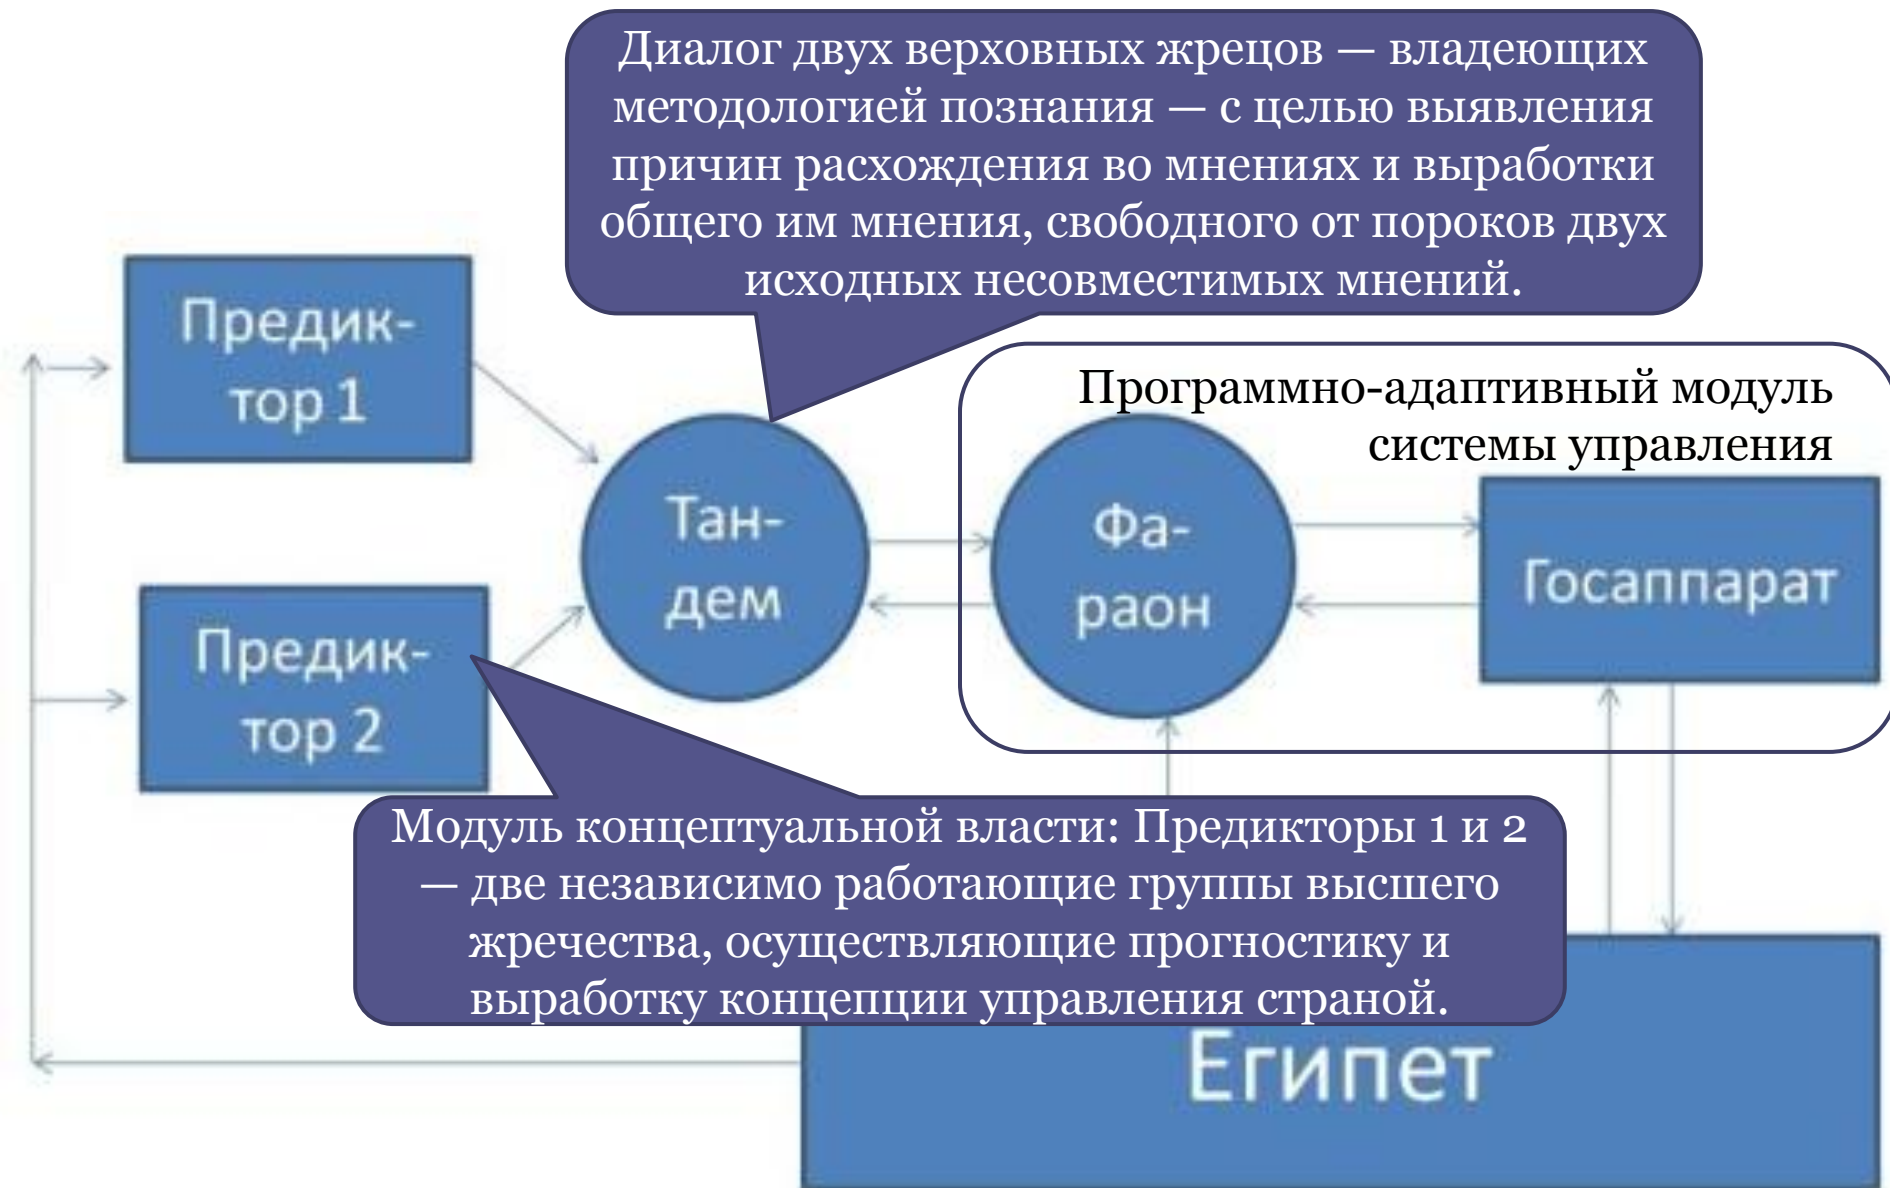 Диалог двух верховных жрецов — владеющих
методологией познания — с целью выявления
причин расхождения во мнениях и выработки
общего им мнения, свободного от пороков двух
исходных несовместимых мнений.
Предик-
тор 1
Программно-адаптивный модуль
системы управления
Тан-
дем
Фа-
раон
Госаппарат
Предик-
тор 2
Модуль концептуальной власти: Предикторы 1 и 2
— две независимо работающие группы высшего
жречества, осуществляющие прогностику и
выработку концепции управления страной.
Египет